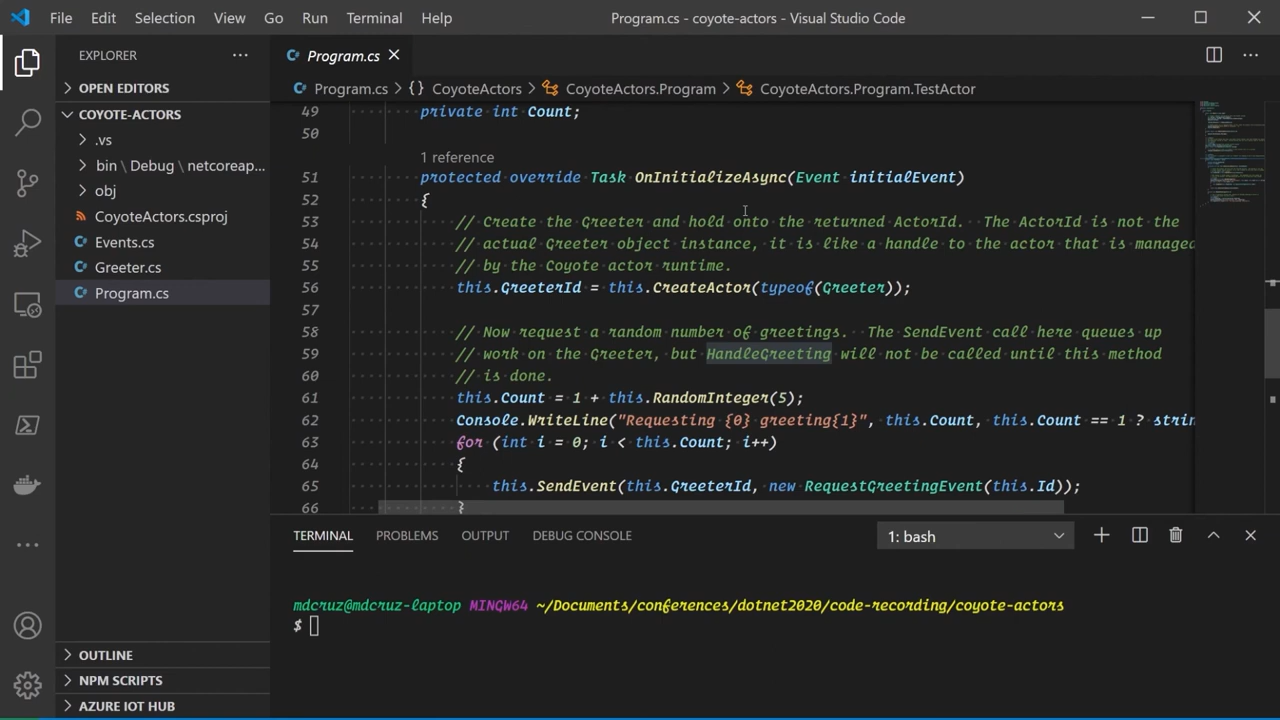 File Edit Selection View Go Run Terminal Help
Program.cs - coyote-actors - Visual Studio Code
EXPLORER
OPEN EDITORS
COYOTE-ACTORS
.vs
bin \ Debug \ netcoreap...
obj
CoyoteActors.csproj
Events.cs
Greeter.cs
Program.cs
OUTLINE
NPM SCRIPTS
AZURE IOT HUB
Program.cs
Program.cs > {} CoyoteActors > CoyoteActors.Program > CoyoteActors.Program.TestActor
49 private int Count;
50
1 reference
51 protected override Task OnInitializeAsync(Event initialEvent)
52 {
53 // Create the Greeter and hold onto the returned ActorId.  The ActorId is not the
54 // actual Greeter object instance, it is like a handle to the actor that is managed
55 // by the Coyote actor runtime.
56 this.GreeterId = this.CreateActor(typeof(Greeter));
57
58 // Now request a random number of greetings.  The SendEvent call here queues up
59 // work on the Greeter, but HandleGreeting will not be called until this method
60 // is done.
61 this.Count = 1 + this.RandomInteger(5);
62 Console.WriteLine("Requesting {0} greeting{1}", this.Count, this.Count == 1 ? strin
63 for (int i = 0; i < this.Count; i++)
64 {
65 this.SendEvent(this.GreeterId, new RequestGreetingEvent(this.Id));
66 }
TERMINAL PROBLEMS OUTPUT DEBUG CONSOLE
1: bash
mdcruz@mdcruz-laptop MINGW64 ~/Documents/conferences/dotnet2020/code-recording/coyote-actors
$